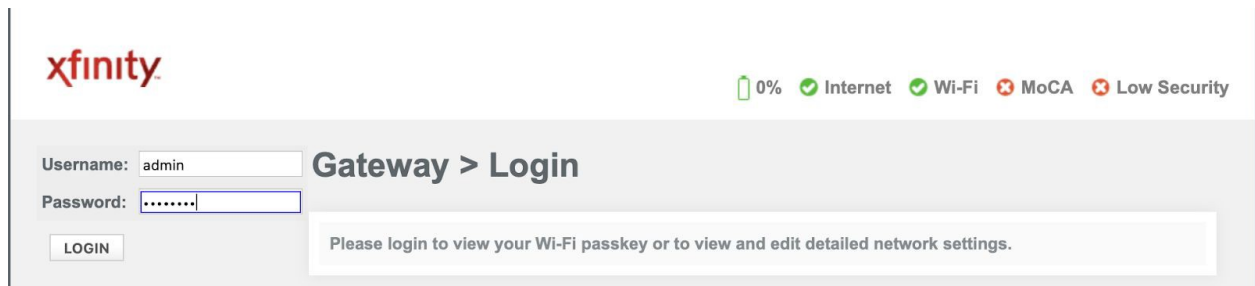 xfinity
0% Internet Wi-Fi MoCA Low Security
Username: admin
Gateway > Login
Password: ••••••••
LOGIN
Please login to view your Wi-Fi passkey or to view and edit detailed network settings.